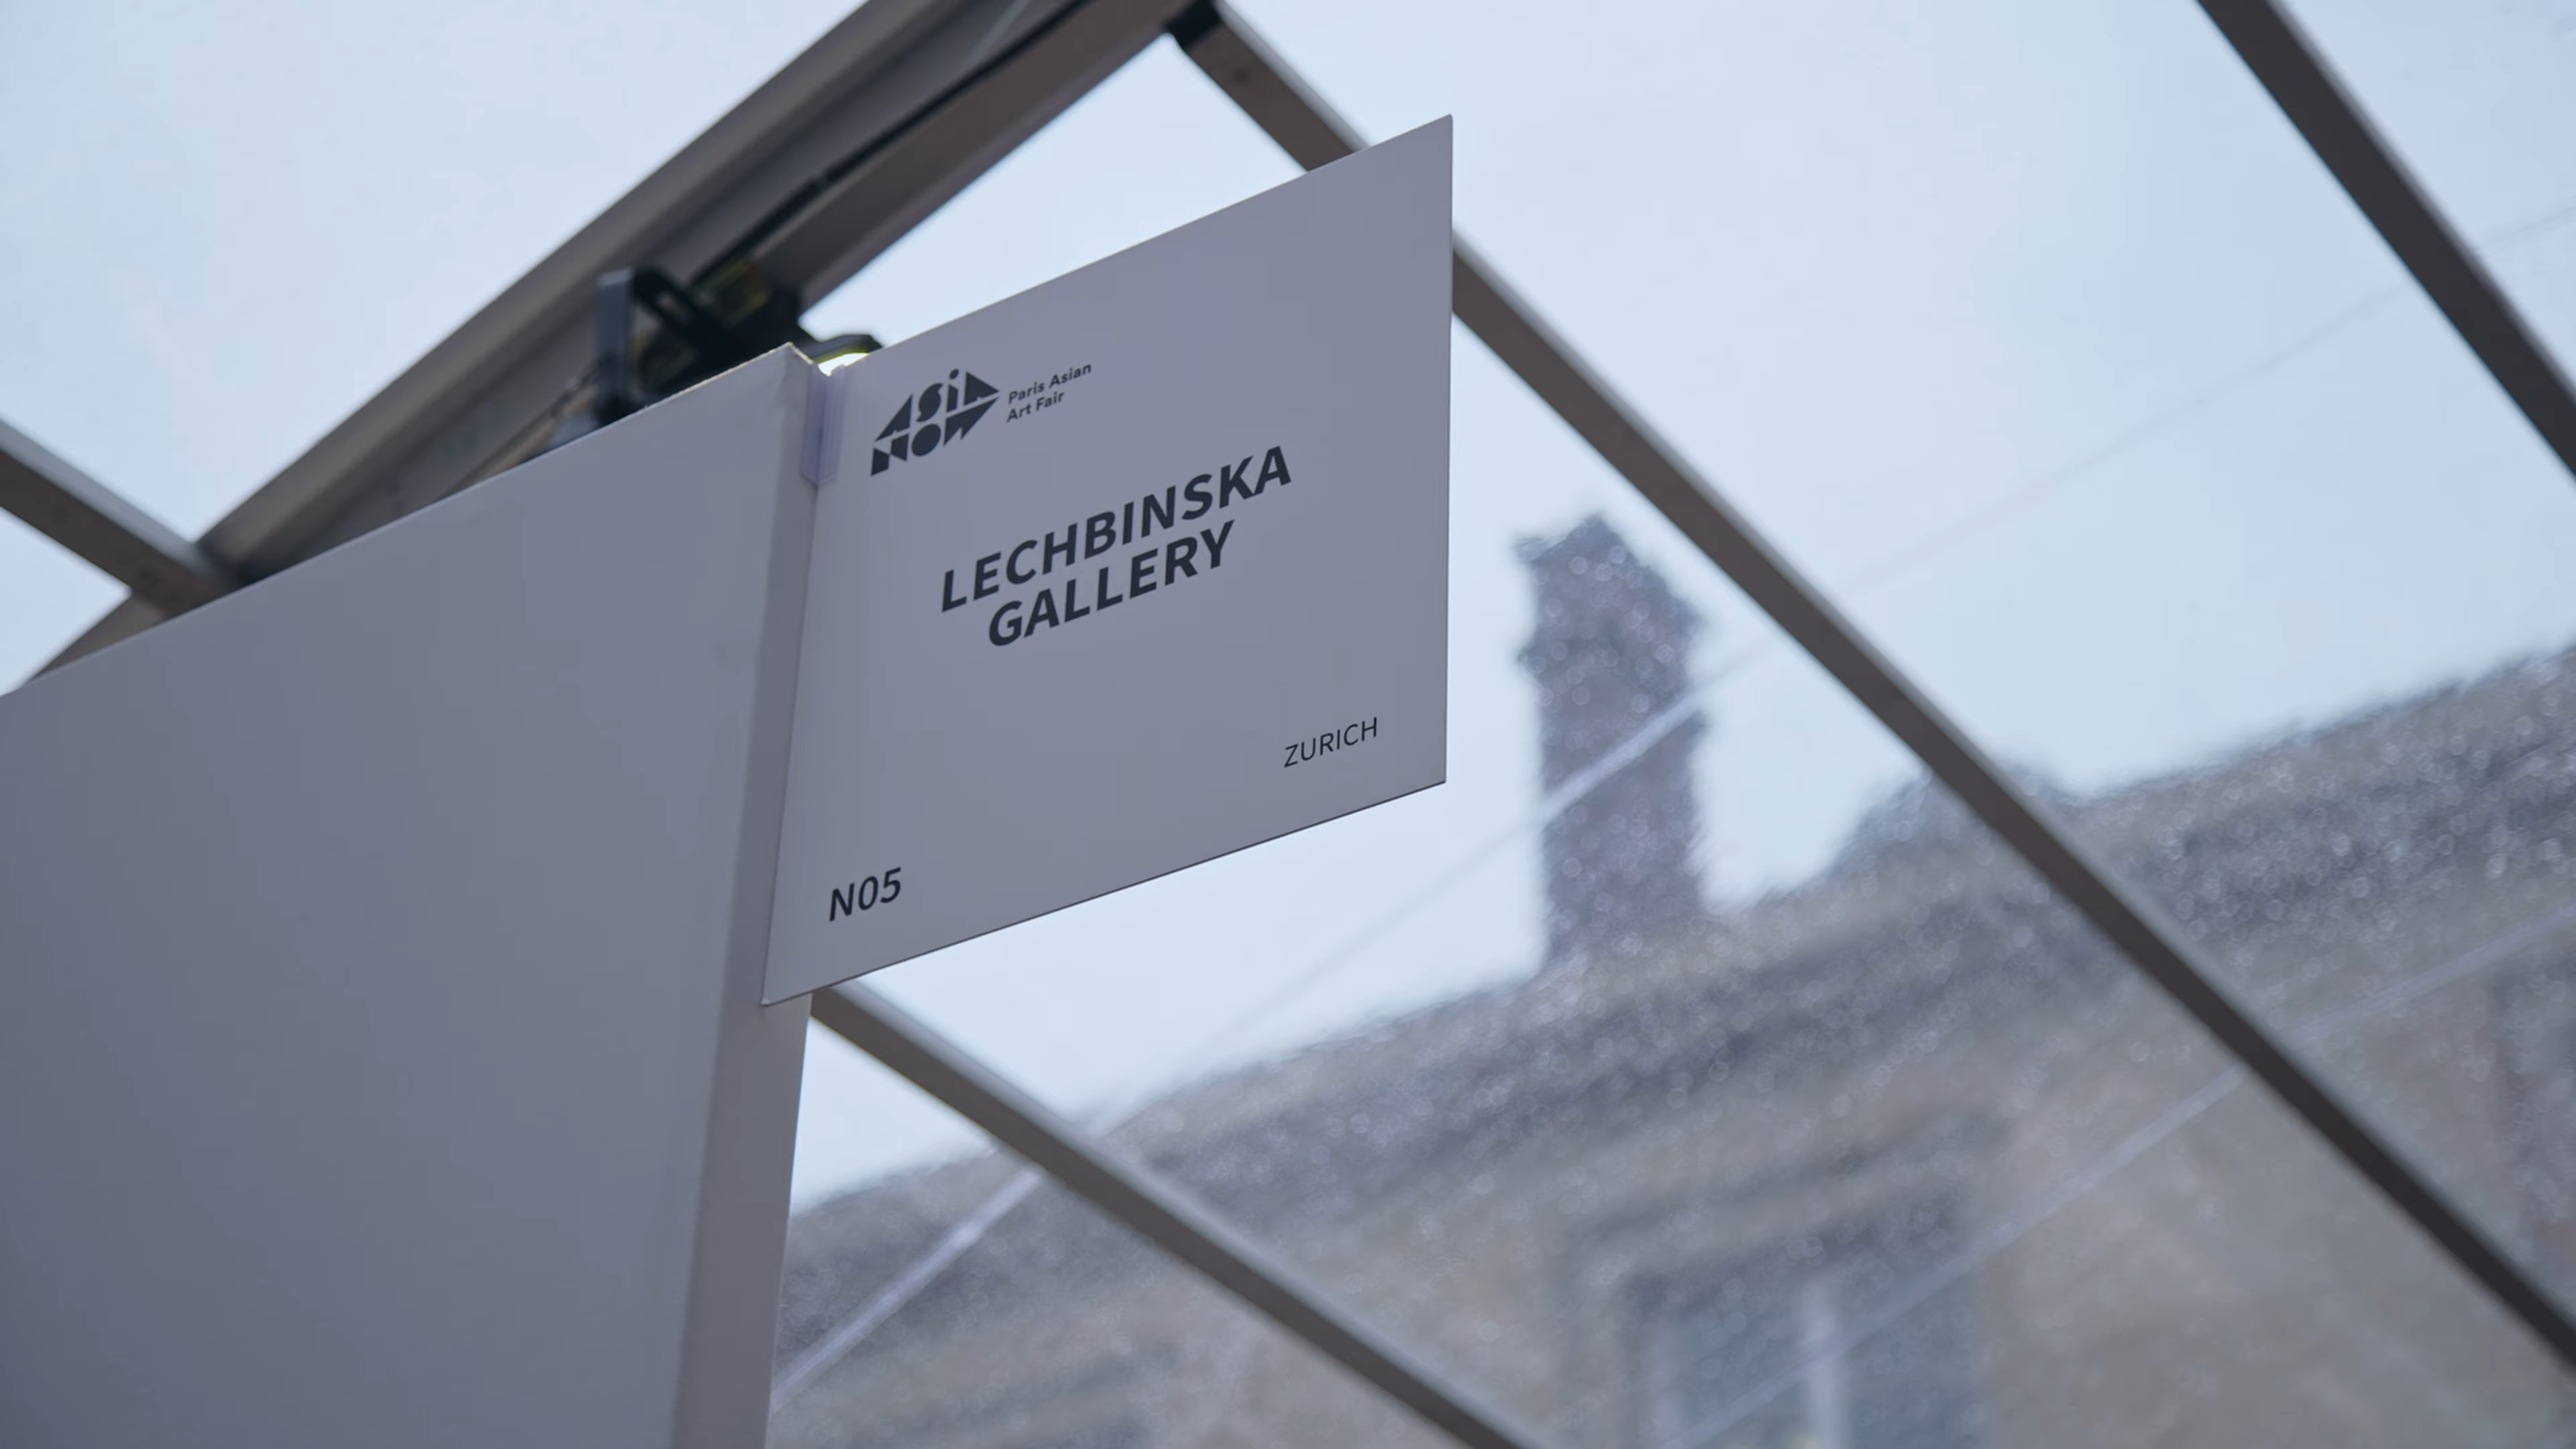 ASiA
NOW
Paris Asian
Art Fair
LECHBINSKA
GALLERY
ZURICH
N05